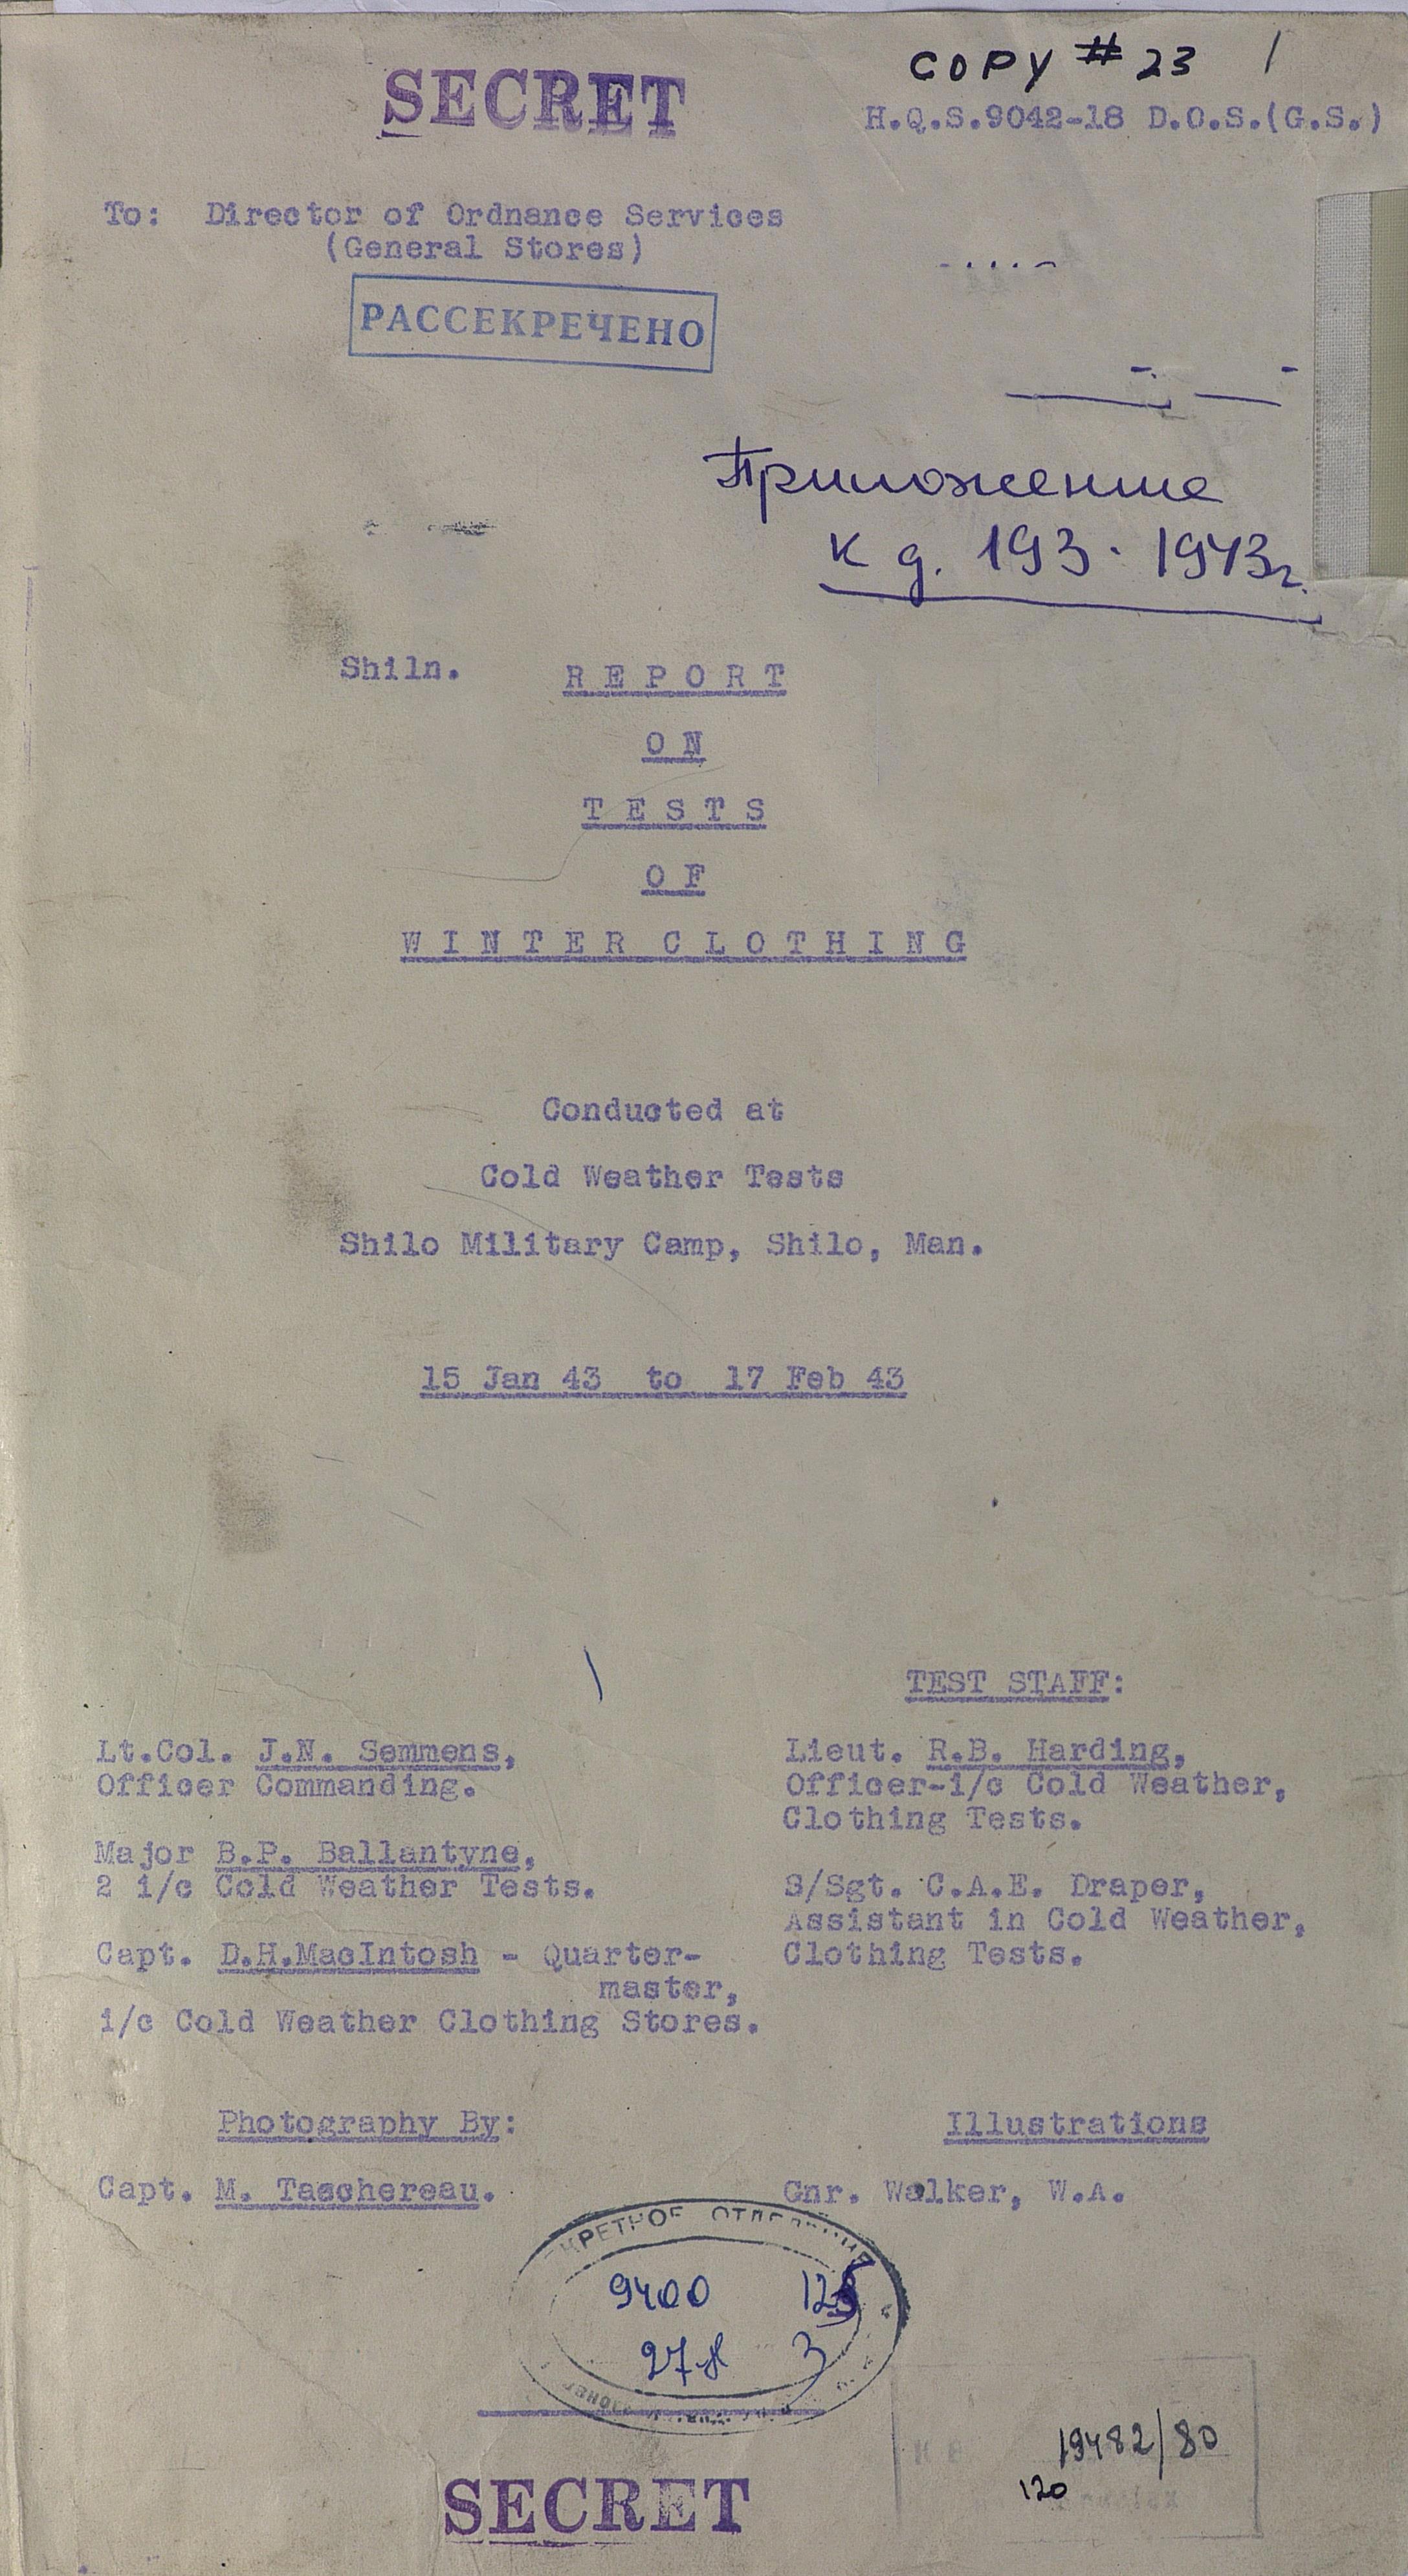 COPY # 23 1
SECRET
H.Q.S.9042-18 D.O.S.(G.S.)
To: Director of Ordnance Services
(General Stores)
РАССЕКРЕЧЕНО
Приложение
к д. 193. 1943г.
Shiln. REPORT
ON
TESTS
OF
WINTER CLOTHING
Conducted at
Cold Weather Tests
Shilo Military Camp, Shilo, Man.
15 Jan 43 to 17 Feb 43
TEST STAFF:
Lt.Col. J.N. Semmens,
Officer Commanding.
Major B.P. Ballantyne,
2 i/c Cold Weather Tests.
Capt. D.H.MacIntosh - Quarter-
master,
i/c Cold Weather Clothing Stores.
Lieut. R.B. Harding,
Officer-i/c Cold Weather,
Clothing Tests.
S/Sgt. C.A.E. Draper,
Assistant in Cold Weather,
Clothing Tests.
Photography By:
Capt. M. Taschereau.
Illustrations
Gnr. Walker, W.A.
9400
3
19482/80
120
SECRET